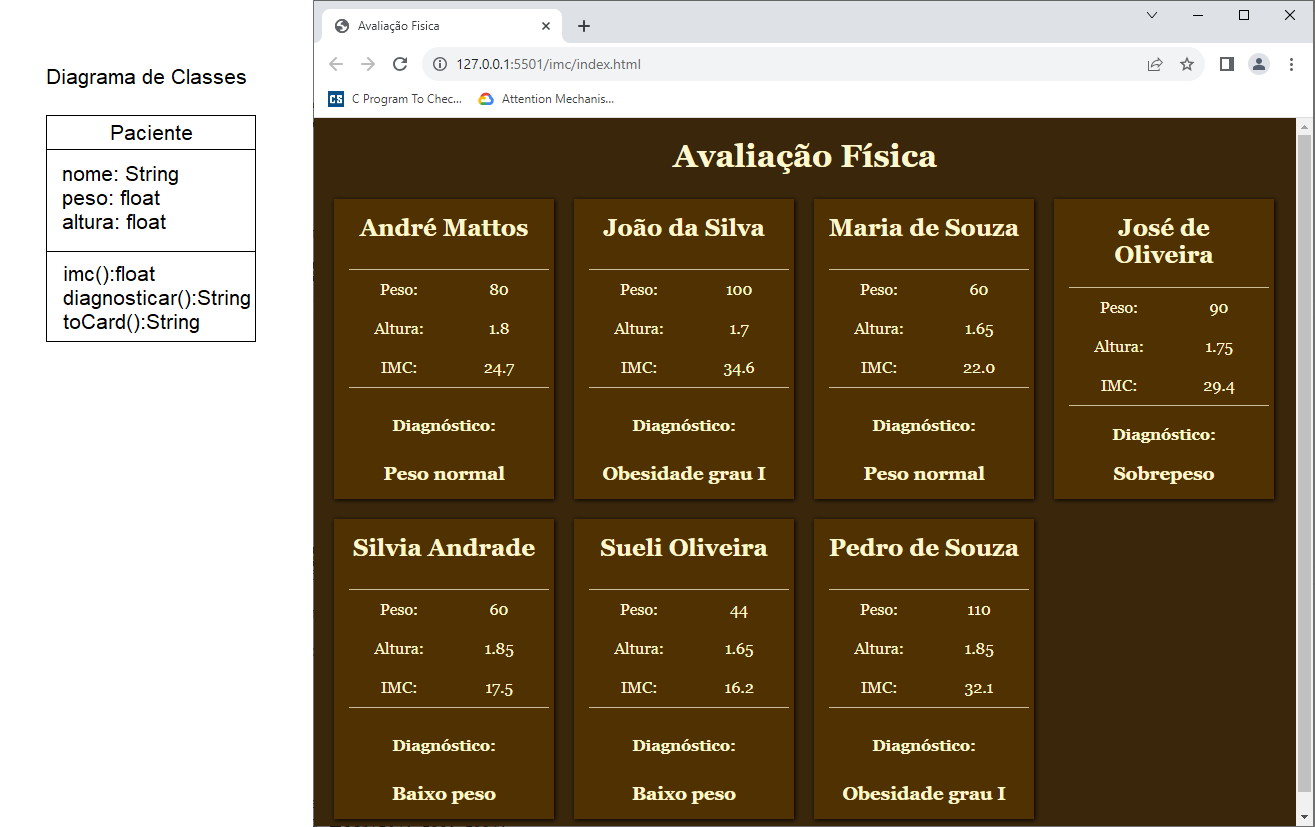 Diagrama de Classes
Paciente
nome: String
peso: float
altura: float
imc():float
diagnosticar():String
toCard():String
Avaliação Física
127.0.0.1:5501/imc/index.html
CS C Program To Chec...
Attention Mechanis...
Avaliação Física
André Mattos
Peso: 80
Altura: 1.8
IMC: 24.7
Diagnóstico:
Peso normal
João da Silva
Peso: 100
Altura: 1.7
IMC: 34.6
Diagnóstico:
Obesidade grau I
Maria de Souza
Peso: 60
Altura: 1.65
IMC: 22.0
Diagnóstico:
Peso normal
José de
Oliveira
Peso: 90
Altura: 1.75
IMC: 29.4
Diagnóstico:
Sobrepeso
Silvia Andrade
Peso: 60
Altura: 1.85
IMC: 17.5
Diagnóstico:
Baixo peso
Sueli Oliveira
Peso: 44
Altura: 1.65
IMC: 16.2
Diagnóstico:
Baixo peso
Pedro de Souza
Peso: 110
Altura: 1.85
IMC: 32.1
Diagnóstico:
Obesidade grau I